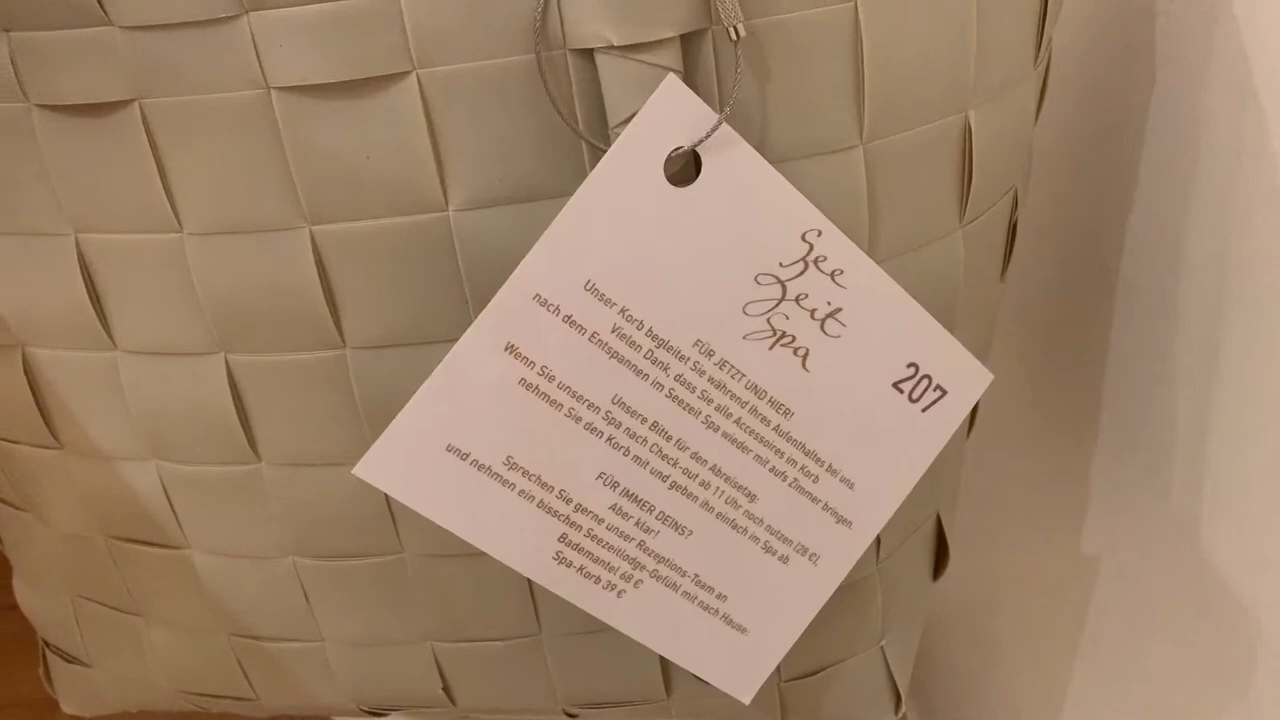 See
Zeit
Spa
207
FÜR JETZT UND HIER!
Unser Korb begleitet Sie während Ihres Aufenthaltes bei uns.
Vielen Dank, dass Sie alle Accessoires im Korb
nach dem Entspannen im Seezeit Spa wieder mit aufs Zimmer bringen.
Unsere Bitte für den Abreisetag:
Wenn Sie unseren Spa nach Check-out ab 11 Uhr noch nutzen (28 €),
nehmen Sie den Korb mit und geben ihn einfach im Spa ab.
FÜR IMMER DEINS?
Aber klar!
Sprechen Sie gerne unser Rezeptions-Team an
und nehmen ein bisschen Seezeitlodge-Gefühl mit nach Hause:
Bademantel 68 €
Spa-Korb 39 €